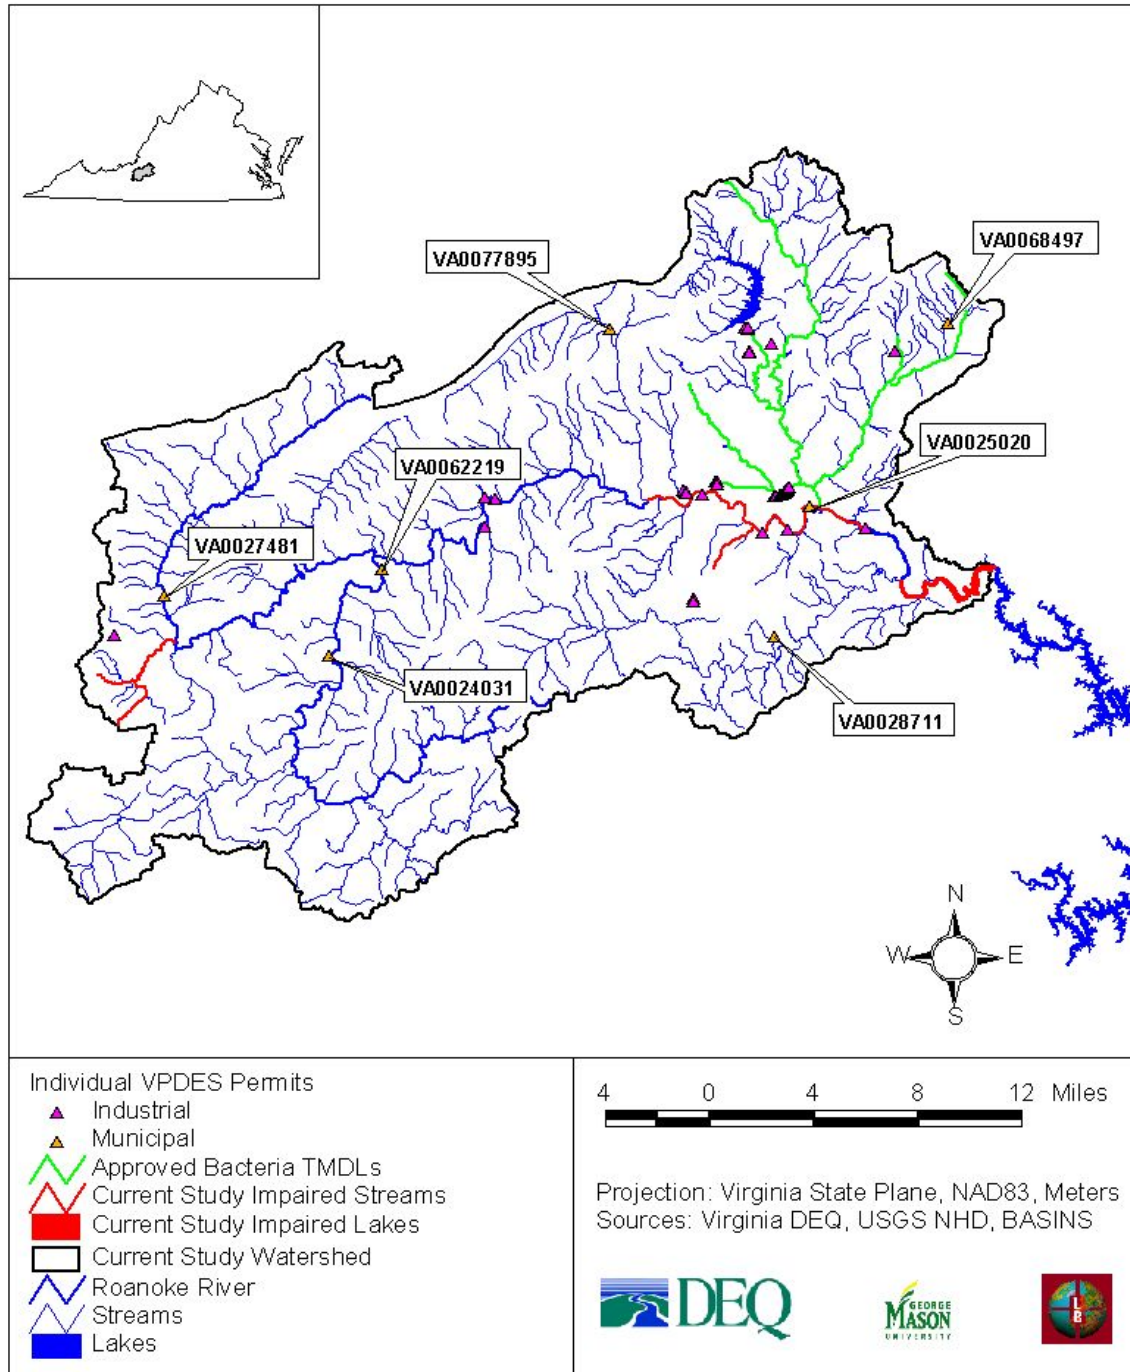 VA0077895
VA0068497
VA0062219
VA0025020
VA0027481
VA0024031
VA0028711
N
W E
S
Individual VPDES Permits
Industrial
Municipal
Approved Bacteria TMDLs
Current Study Impaired Streams
Current Study Impaired Lakes
Current Study Watershed
Roanoke River
Streams
Lakes
4 0 4 8 12 Miles
Projection: Virginia State Plane, NAD83, Meters
Sources: Virginia DEQ, USGS NHD, BASINS
DEQ
GEORGE
MASON
UNIVERSITY
L
B